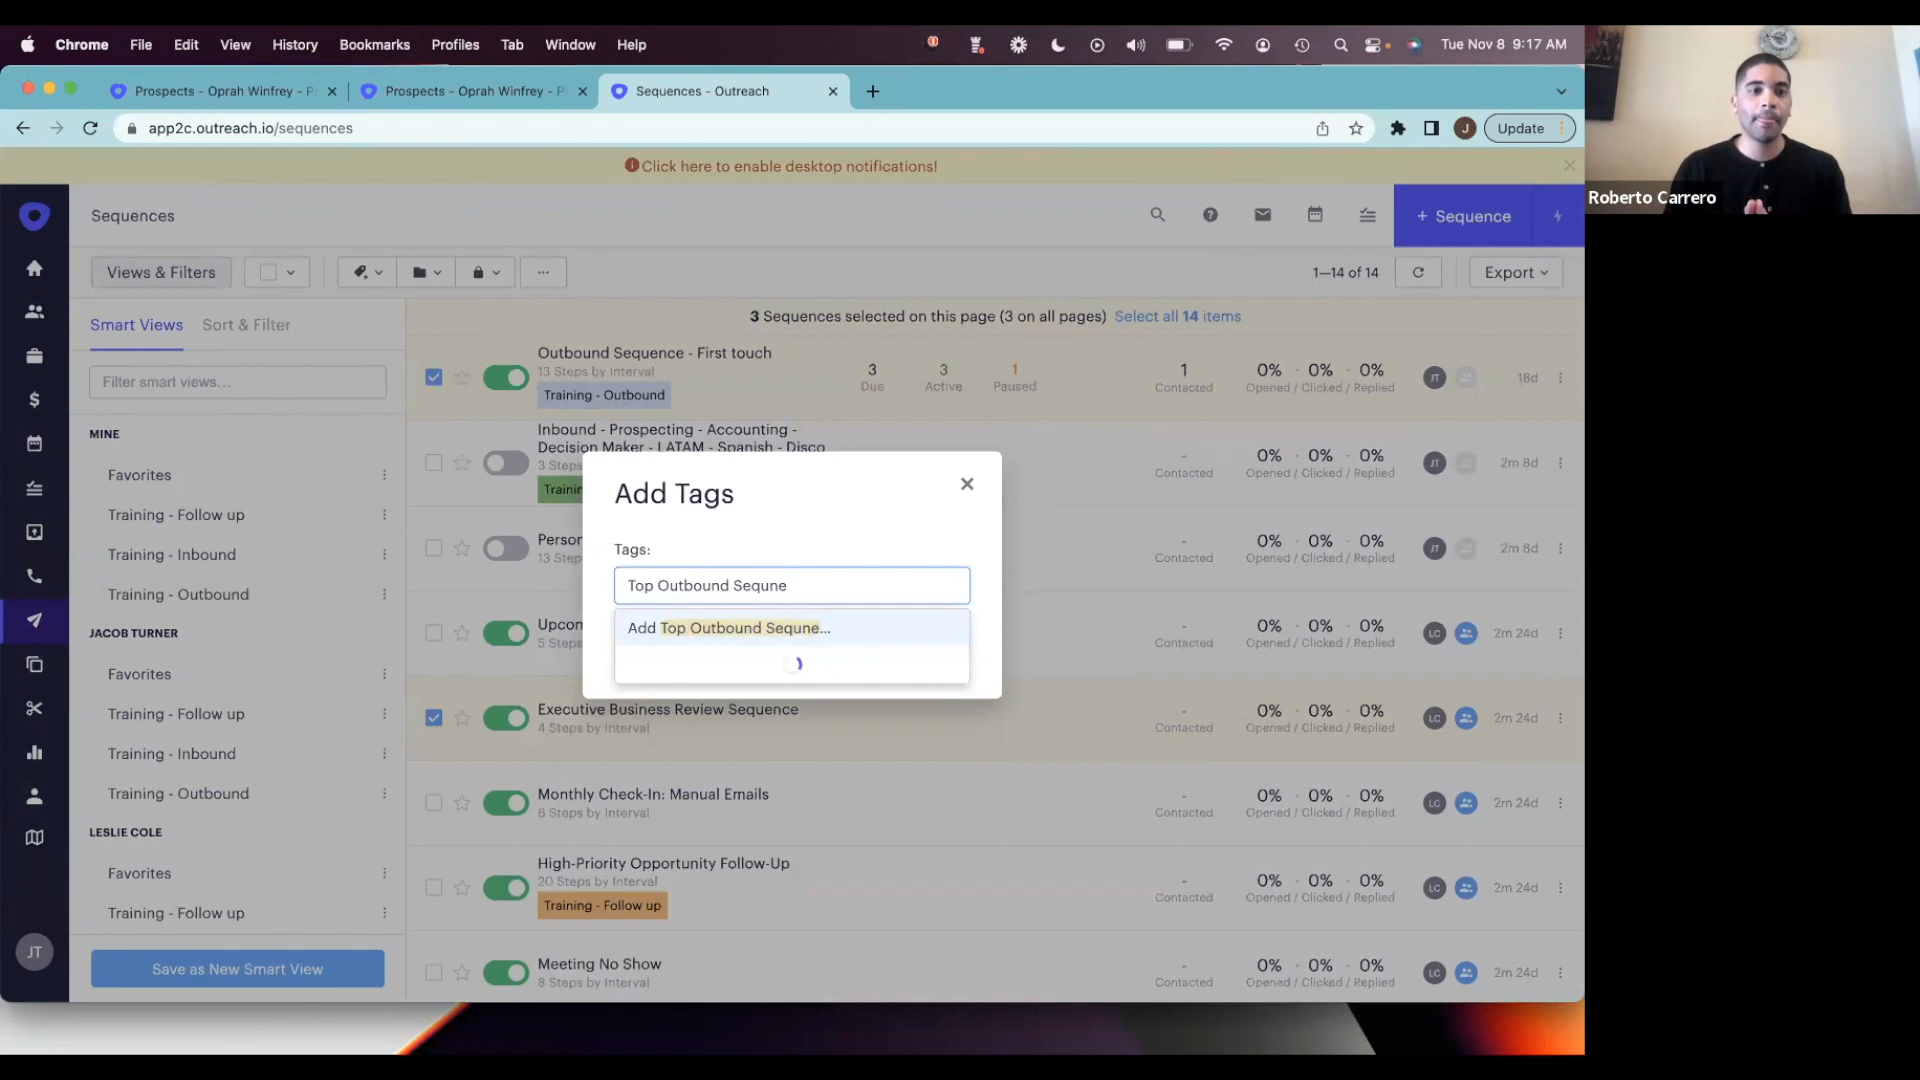 Chrome File Edit View History Bookmarks Profiles Tab Window Help Tue Nov 8 9:17 AM
Prospects - Oprah Winfrey - P Prospects - Oprah Winfrey - P Sequences - Outreach
app2c.outreach.io/sequences J Update
Click here to enable desktop notifications!
Roberto Carrero
Sequences + Sequence
Views & Filters ... 1—14 of 14 Export
Smart Views Sort & Filter
3 Sequences selected on this page (3 on all pages) Select all 14 items
Filter smart views...
MINE
Favorites
Training - Follow up
Training - Inbound
Training - Outbound
JACOB TURNER
Favorites
Training - Follow up
Training - Inbound
Training - Outbound
LESLIE COLE
Favorites
Training - Follow up
Save as New Smart View
JT
Outbound Sequence - First touch
13 Steps by Interval
Training - Outbound
3 3 1 1 0% · 0% · 0% JT 18d
Due Active Paused Contacted Opened / Clicked / Replied
Inbound - Prospecting - Accounting -
Decision Maker - LATAM - Spanish - Disco
3 Steps
Trainin
- 0% · 0% · 0% JT 2m 8d
Contacted Opened / Clicked / Replied
Person
13 Step
- 0% · 0% · 0% JT 2m 8d
Contacted Opened / Clicked / Replied
Upcom
5 Steps
- 0% · 0% · 0% LC 2m 24d
Contacted Opened / Clicked / Replied
Executive Business Review Sequence
4 Steps by Interval
- 0% · 0% · 0% LC 2m 24d
Contacted Opened / Clicked / Replied
Monthly Check-In: Manual Emails
6 Steps by Interval
- 0% · 0% · 0% LC 2m 24d
Contacted Opened / Clicked / Replied
High-Priority Opportunity Follow-Up
20 Steps by Interval
Training - Follow up
- 0% · 0% · 0% LC 2m 24d
Contacted Opened / Clicked / Replied
Meeting No Show
8 Steps by Interval
- 0% · 0% · 0% LC 2m 24d
Contacted Opened / Clicked / Replied
Add Tags
Tags:
Top Outbound Sequne
Add Top Outbound Sequne...